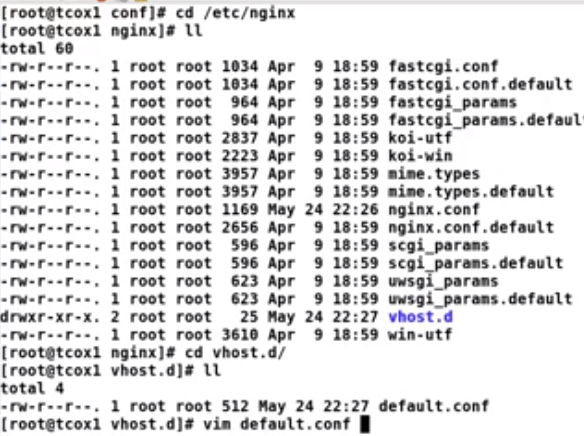 [root@tcox1 conf]# cd /etc/nginx
[root@tcox1 nginx]# ll
total 60
-rw-r--r--. 1 root root 1034 Apr  9 18:59 fastcgi.conf
-rw-r--r--. 1 root root 1034 Apr  9 18:59 fastcgi.conf.default
-rw-r--r--. 1 root root  964 Apr  9 18:59 fastcgi_params
-rw-r--r--. 1 root root  964 Apr  9 18:59 fastcgi_params.defaul
-rw-r--r--. 1 root root 2837 Apr  9 18:59 koi-utf
-rw-r--r--. 1 root root 2223 Apr  9 18:59 koi-win
-rw-r--r--. 1 root root 3957 Apr  9 18:59 mime.types
-rw-r--r--. 1 root root 3957 Apr  9 18:59 mime.types.default
-rw-r--r--. 1 root root 1169 May 24 22:26 nginx.conf
-rw-r--r--. 1 root root 2656 Apr  9 18:59 nginx.conf.default
-rw-r--r--. 1 root root  596 Apr  9 18:59 scgi_params
-rw-r--r--. 1 root root  596 Apr  9 18:59 scgi_params.default
-rw-r--r--. 1 root root  623 Apr  9 18:59 uwsgi_params
-rw-r--r--. 1 root root  623 Apr  9 18:59 uwsgi_params.default
drwxr-xr-x. 2 root root   25 May 24 22:27 vhost.d
-rw-r--r--. 1 root root 3610 Apr  9 18:59 win-utf
[root@tcox1 nginx]# cd vhost.d/
[root@tcox1 vhost.d]# ll
total 4
-rw-r--r--. 1 root root 512 May 24 22:27 default.conf
[root@tcox1 vhost.d]# vim default.conf